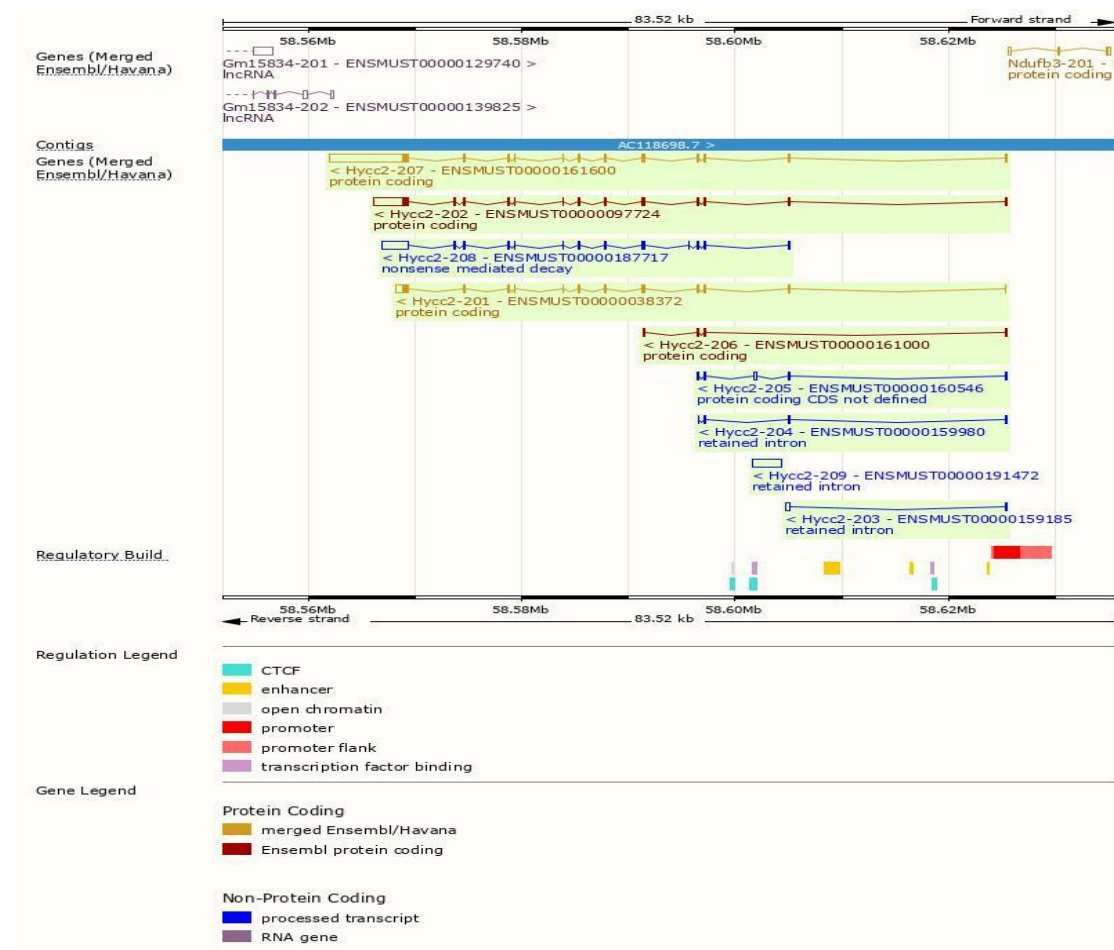 83.52 kb
Forward strand
58.56Mb
58.58Mb
58.60Mb
58.62Mb
Genes (Merged
Ensembl/Havana)
Gm15834-201 - ENSMUST00000129740 >
lncRNA
Ndufb3-201 -
protein coding
Gm15834-202 - ENSMUST00000139825 >
lncRNA
Contigs
AC118698.7 >
Genes (Merged
Ensembl/Havana)
< Hycc2-207 - ENSMUST00000161600
protein coding
< Hycc2-202 - ENSMUST00000097724
protein coding
< Hycc2-208 - ENSMUST00000187717
nonsense mediated decay
< Hycc2-201 - ENSMUST00000038372
protein coding
< Hycc2-206 - ENSMUST00000161000
protein coding
< Hycc2-205 - ENSMUST00000160546
protein coding CDS not defined
< Hycc2-204 - ENSMUST00000159980
retained intron
< Hycc2-209 - ENSMUST00000191472
retained intron
< Hycc2-203 - ENSMUST00000159185
retained intron
Regulatory Build
58.56Mb
58.58Mb
58.60Mb
58.62Mb
Reverse strand
83.52 kb
Regulation Legend
CTCF
enhancer
open chromatin
promoter
promoter flank
transcription factor binding
Gene Legend
Protein Coding
merged Ensembl/Havana
Ensembl protein coding
Non-Protein Coding
processed transcript
RNA gene